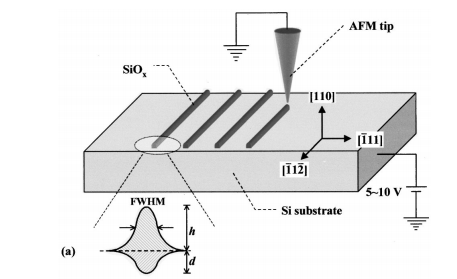 AFM tip
SiOₓ
[110]
[1̄11]
[1̄12̄]
5~10 V
Si substrate
FWHM
h
(a)
d